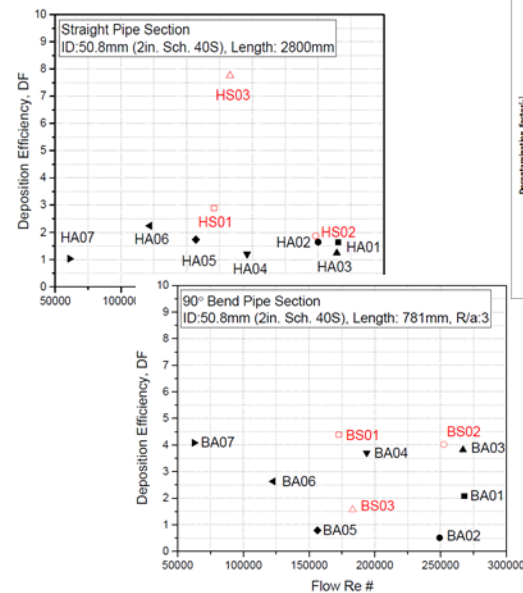 Straight Pipe Section
ID:50.8mm (2in. Sch. 40S), Length: 2800mm
Deposition Efficiency, DF
10
9
8
7
6
5
4
3
2
1
0
HS03
HS01
HS02
HA07
HA06
HA05
HA04
HA02
HA01
HA03
50000
90° Bend Pipe Section
ID:50.8mm (2in. Sch. 40S), Length: 781mm, R/a:3
Deposition Efficiency, DF
10
9
8
7
6
5
4
3
2
1
0
BA07
BS01
BS02
BA04
BA03
BA06
BS03
BA01
BA05
BA02
50000
100000
150000
200000
250000
300000
Flow Re #